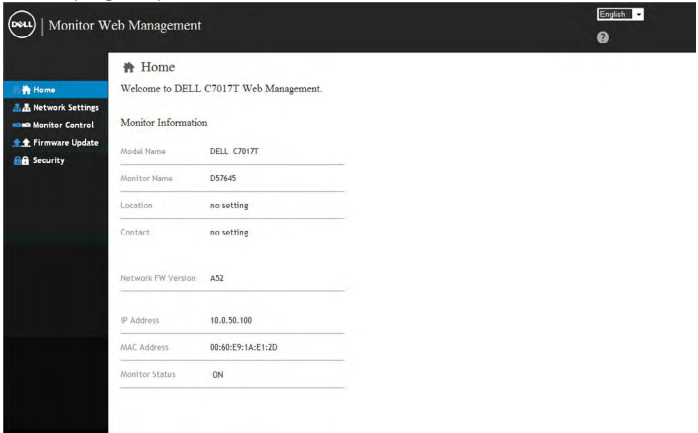 DELL | Monitor Web Management
English
?
Home
Network Settings
Monitor Control
Firmware Update
Security
Home
Welcome to DELL C7017T Web Management.
Monitor Information
Model Name DELL C7017T
Monitor Name D57645
Location no setting
Contact no setting
Network FW Version A52
IP Address 10.0.50.100
MAC Address 00:60:E9:1A:E1:2D
Monitor Status ON